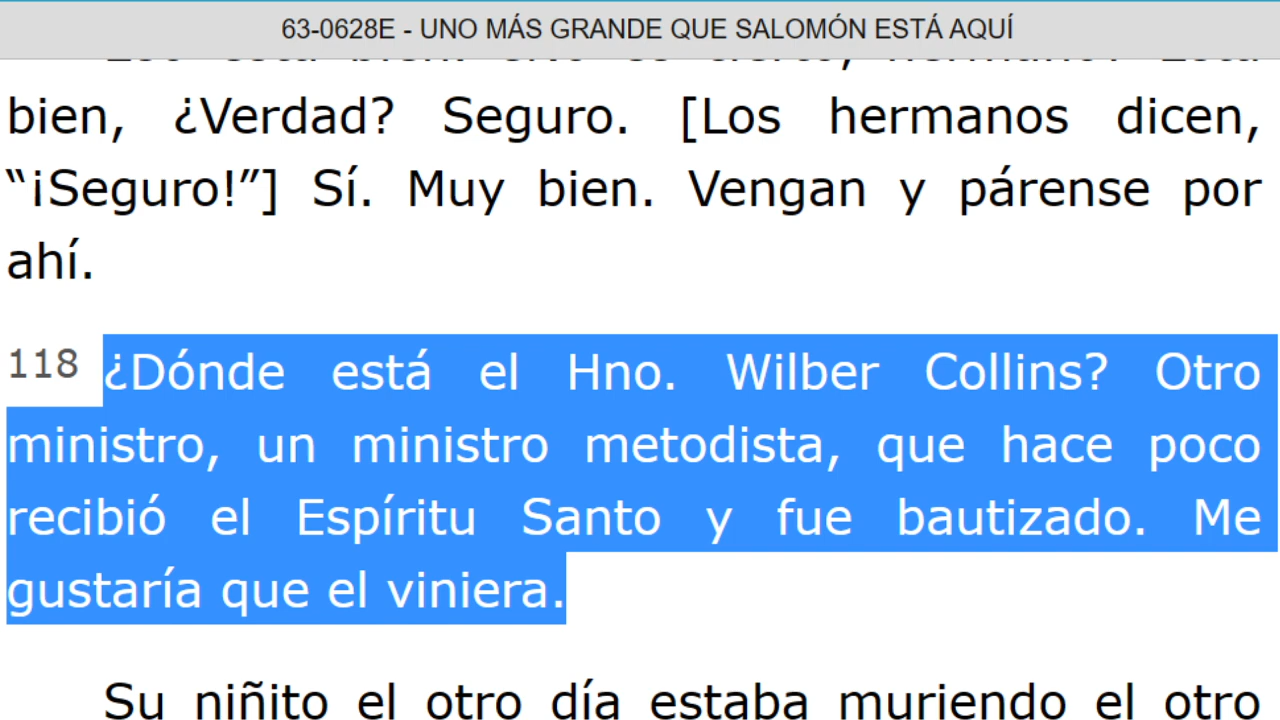 63-0628E - UNO MÁS GRANDE QUE SALOMÓN ESTÁ AQUÍ
bien, ¿Verdad? Seguro. [Los hermanos dicen,
“¡Seguro!”] Sí. Muy bien. Vengan y párense por
ahí.
118 ¿Dónde está el Hno. Wilber Collins? Otro
ministro, un ministro metodista, que hace poco
recibió el Espíritu Santo y fue bautizado. Me
gustaría que el viniera.
Su niñito el otro día estaba muriendo el otro